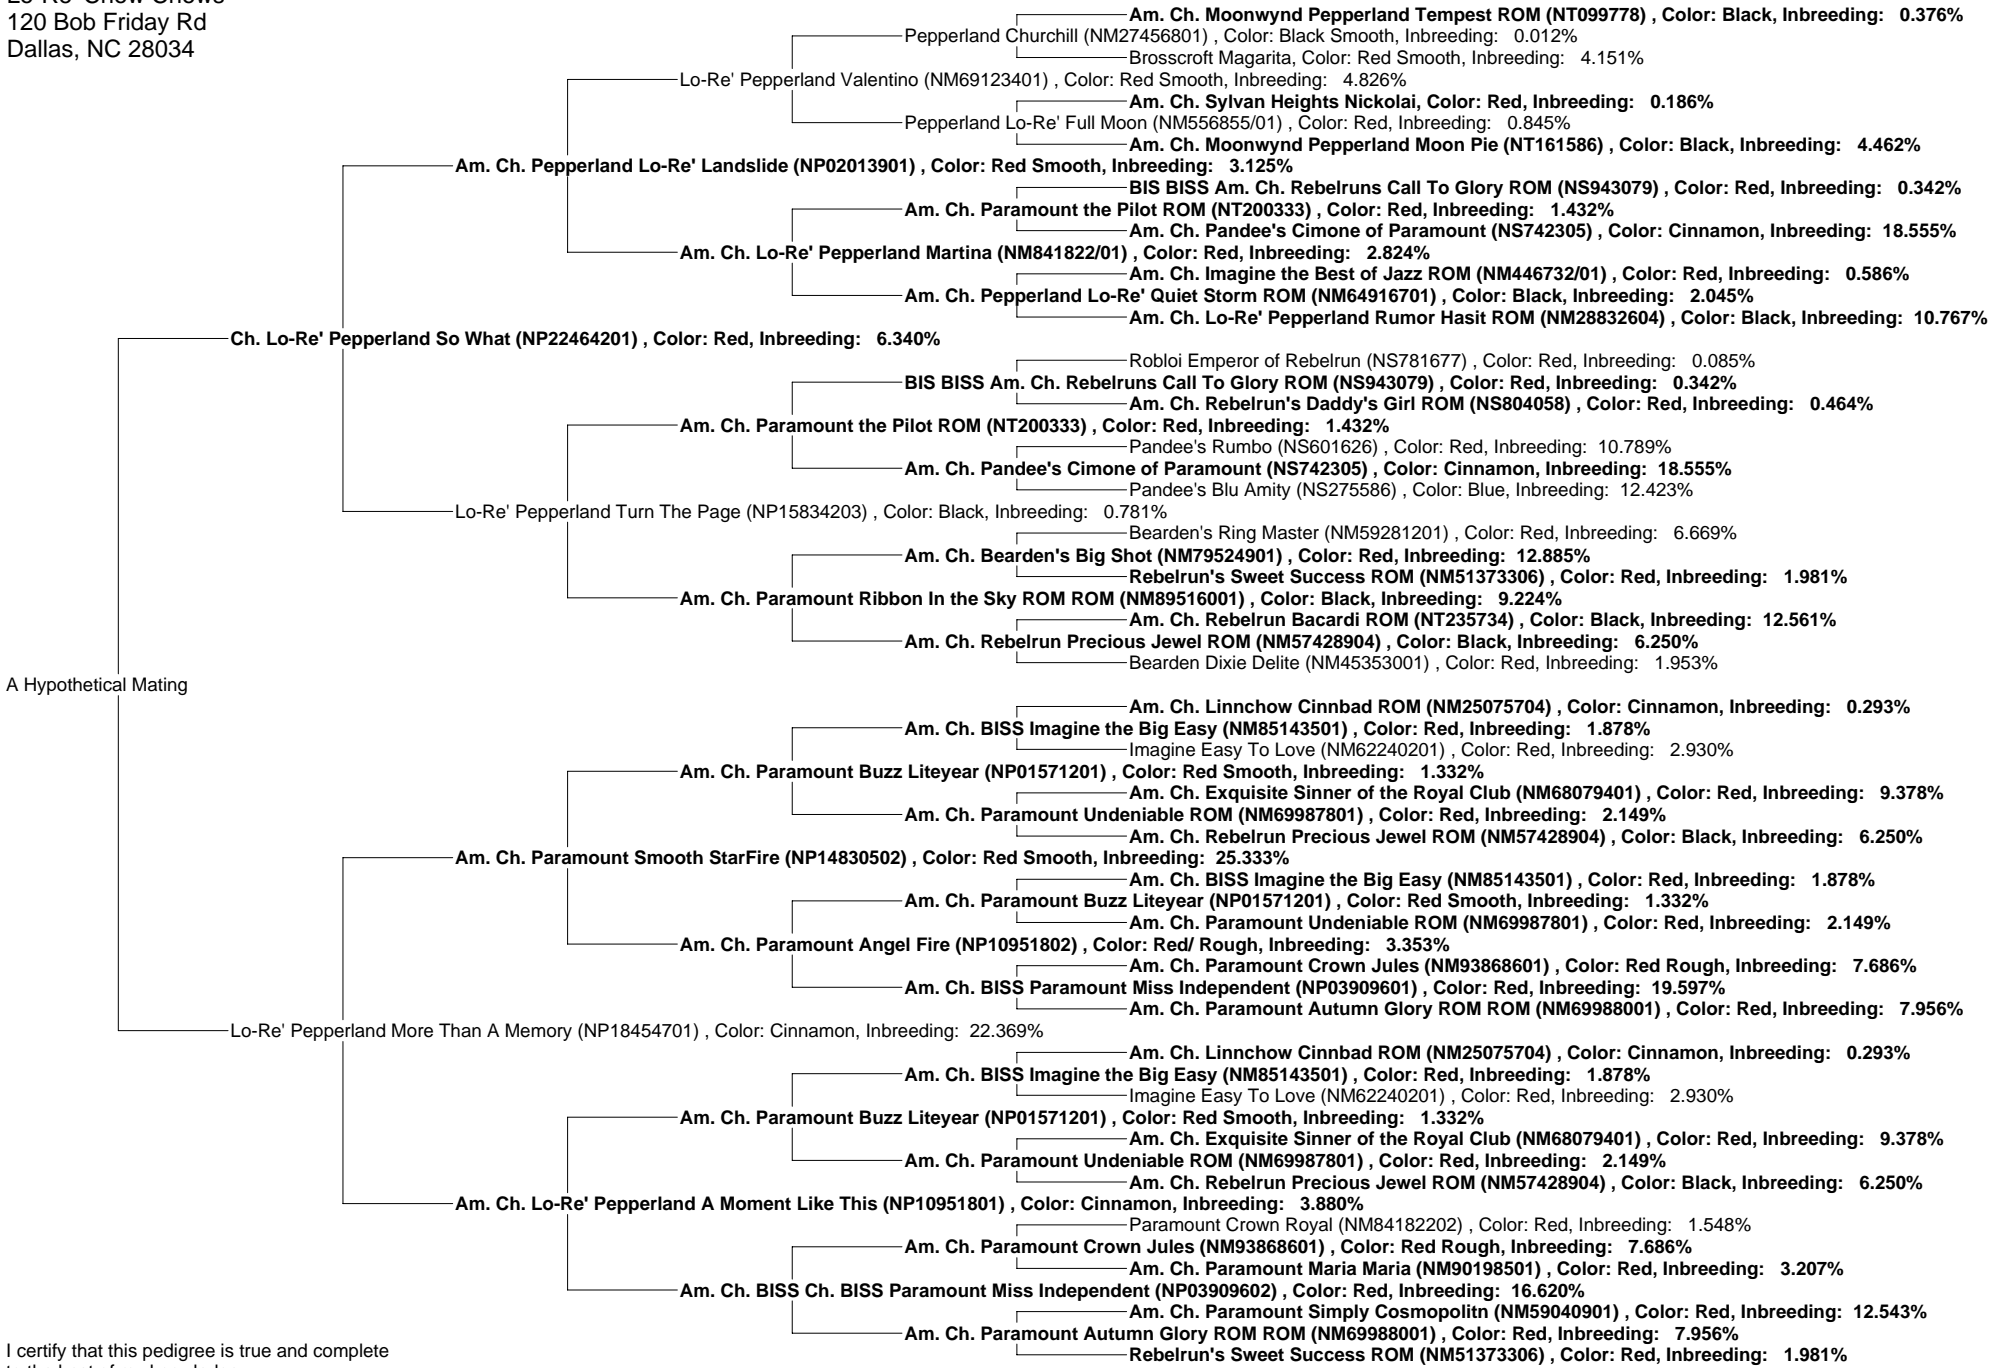 Lo-Re' Chow Chows
120 Bob Friday Rd
Dallas, NC 28034
Am. Ch. Moonwynd Pepperland Tempest ROM (NT099778) , Color: Black, Inbreeding: 0.376%
Pepperland Churchill (NM27456801) , Color: Black Smooth, Inbreeding: 0.012%
Brosscroft Magarita, Color: Red Smooth, Inbreeding: 4.151%
Lo-Re' Pepperland Valentino (NM69123401) , Color: Red Smooth, Inbreeding: 4.826%
Am. Ch. Sylvan Heights Nickolai, Color: Red, Inbreeding: 0.186%
Pepperland Lo-Re' Full Moon (NM556855/01) , Color: Red, Inbreeding: 0.845%
Am. Ch. Moonwynd Pepperland Moon Pie (NT161586) , Color: Black, Inbreeding: 4.462%
Am. Ch. Pepperland Lo-Re' Landslide (NP02013901) , Color: Red Smooth, Inbreeding: 3.125%
BIS BISS Am. Ch. Rebelruns Call To Glory ROM (NS943079) , Color: Red, Inbreeding: 0.342%
Am. Ch. Paramount the Pilot ROM (NT200333) , Color: Red, Inbreeding: 1.432%
Am. Ch. Pandee's Cimone of Paramount (NS742305) , Color: Cinnamon, Inbreeding: 18.555%
Am. Ch. Lo-Re' Pepperland Martina (NM841822/01) , Color: Red, Inbreeding: 2.824%
Am. Ch. Imagine the Best of Jazz ROM (NM446732/01) , Color: Red, Inbreeding: 0.586%
Am. Ch. Pepperland Lo-Re' Quiet Storm ROM (NM64916701) , Color: Black, Inbreeding: 2.045%
Am. Ch. Lo-Re' Pepperland Rumor Hasit ROM (NM28832604) , Color: Black, Inbreeding: 10.767%
Ch. Lo-Re' Pepperland So What (NP22464201) , Color: Red, Inbreeding: 6.340%
Robloi Emperor of Rebelrun (NS781677) , Color: Red, Inbreeding: 0.085%
BIS BISS Am. Ch. Rebelruns Call To Glory ROM (NS943079) , Color: Red, Inbreeding: 0.342%
Am. Ch. Rebelrun's Daddy's Girl ROM (NS804058) , Color: Red, Inbreeding: 0.464%
Am. Ch. Paramount the Pilot ROM (NT200333) , Color: Red, Inbreeding: 1.432%
Pandee's Rumbo (NS601626) , Color: Red, Inbreeding: 10.789%
Am. Ch. Pandee's Cimone of Paramount (NS742305) , Color: Cinnamon, Inbreeding: 18.555%
Pandee's Blu Amity (NS275586) , Color: Blue, Inbreeding: 12.423%
Lo-Re' Pepperland Turn The Page (NP15834203) , Color: Black, Inbreeding: 0.781%
Bearden's Ring Master (NM59281201) , Color: Red, Inbreeding: 6.669%
Am. Ch. Bearden's Big Shot (NM79524901) , Color: Red, Inbreeding: 12.885%
Rebelrun's Sweet Success ROM (NM51373306) , Color: Red, Inbreeding: 1.981%
Am. Ch. Paramount Ribbon In the Sky ROM ROM (NM89516001) , Color: Black, Inbreeding: 9.224%
Am. Ch. Rebelrun Bacardi ROM (NT235734) , Color: Black, Inbreeding: 12.561%
Am. Ch. Rebelrun Precious Jewel ROM (NM57428904) , Color: Black, Inbreeding: 6.250%
Bearden Dixie Delite (NM45353001) , Color: Red, Inbreeding: 1.953%
A Hypothetical Mating
Am. Ch. Linnchow Cinnbad ROM (NM25075704) , Color: Cinnamon, Inbreeding: 0.293%
Am. Ch. BISS Imagine the Big Easy (NM85143501) , Color: Red, Inbreeding: 1.878%
Imagine Easy To Love (NM62240201) , Color: Red, Inbreeding: 2.930%
Am. Ch. Paramount Buzz Liteyear (NP01571201) , Color: Red Smooth, Inbreeding: 1.332%
Am. Ch. Exquisite Sinner of the Royal Club (NM68079401) , Color: Red, Inbreeding: 9.378%
Am. Ch. Paramount Undeniable ROM (NM69987801) , Color: Red, Inbreeding: 2.149%
Am. Ch. Rebelrun Precious Jewel ROM (NM57428904) , Color: Black, Inbreeding: 6.250%
Am. Ch. Paramount Smooth StarFire (NP14830502) , Color: Red Smooth, Inbreeding: 25.333%
Am. Ch. BISS Imagine the Big Easy (NM85143501) , Color: Red, Inbreeding: 1.878%
Am. Ch. Paramount Buzz Liteyear (NP01571201) , Color: Red Smooth, Inbreeding: 1.332%
Am. Ch. Paramount Undeniable ROM (NM69987801) , Color: Red, Inbreeding: 2.149%
Am. Ch. Paramount Angel Fire (NP10951802) , Color: Red/ Rough, Inbreeding: 3.353%
Am. Ch. Paramount Crown Jules (NM93868601) , Color: Red Rough, Inbreeding: 7.686%
Am. Ch. BISS Paramount Miss Independent (NP03909601) , Color: Red, Inbreeding: 19.597%
Am. Ch. Paramount Autumn Glory ROM ROM (NM69988001) , Color: Red, Inbreeding: 7.956%
Lo-Re' Pepperland More Than A Memory (NP18454701) , Color: Cinnamon, Inbreeding: 22.369%
Am. Ch. Linnchow Cinnbad ROM (NM25075704) , Color: Cinnamon, Inbreeding: 0.293%
Am. Ch. BISS Imagine the Big Easy (NM85143501) , Color: Red, Inbreeding: 1.878%
Imagine Easy To Love (NM62240201) , Color: Red, Inbreeding: 2.930%
Am. Ch. Paramount Buzz Liteyear (NP01571201) , Color: Red Smooth, Inbreeding: 1.332%
Am. Ch. Exquisite Sinner of the Royal Club (NM68079401) , Color: Red, Inbreeding: 9.378%
Am. Ch. Paramount Undeniable ROM (NM69987801) , Color: Red, Inbreeding: 2.149%
Am. Ch. Rebelrun Precious Jewel ROM (NM57428904) , Color: Black, Inbreeding: 6.250%
Am. Ch. Lo-Re' Pepperland A Moment Like This (NP10951801) , Color: Cinnamon, Inbreeding: 3.880%
Paramount Crown Royal (NM84182202) , Color: Red, Inbreeding: 1.548%
Am. Ch. Paramount Crown Jules (NM93868601) , Color: Red Rough, Inbreeding: 7.686%
Am. Ch. Paramount Maria Maria (NM90198501) , Color: Red, Inbreeding: 3.207%
Am. Ch. BISS Ch. BISS Paramount Miss Independent (NP03909602) , Color: Red, Inbreeding: 16.620%
Am. Ch. Paramount Simply Cosmopolitn (NM59040901) , Color: Red, Inbreeding: 12.543%
Am. Ch. Paramount Autumn Glory ROM ROM (NM69988001) , Color: Red, Inbreeding: 7.956%
Rebelrun's Sweet Success ROM (NM51373306) , Color: Red, Inbreeding: 1.981%
I certify that this pedigree is true and complete